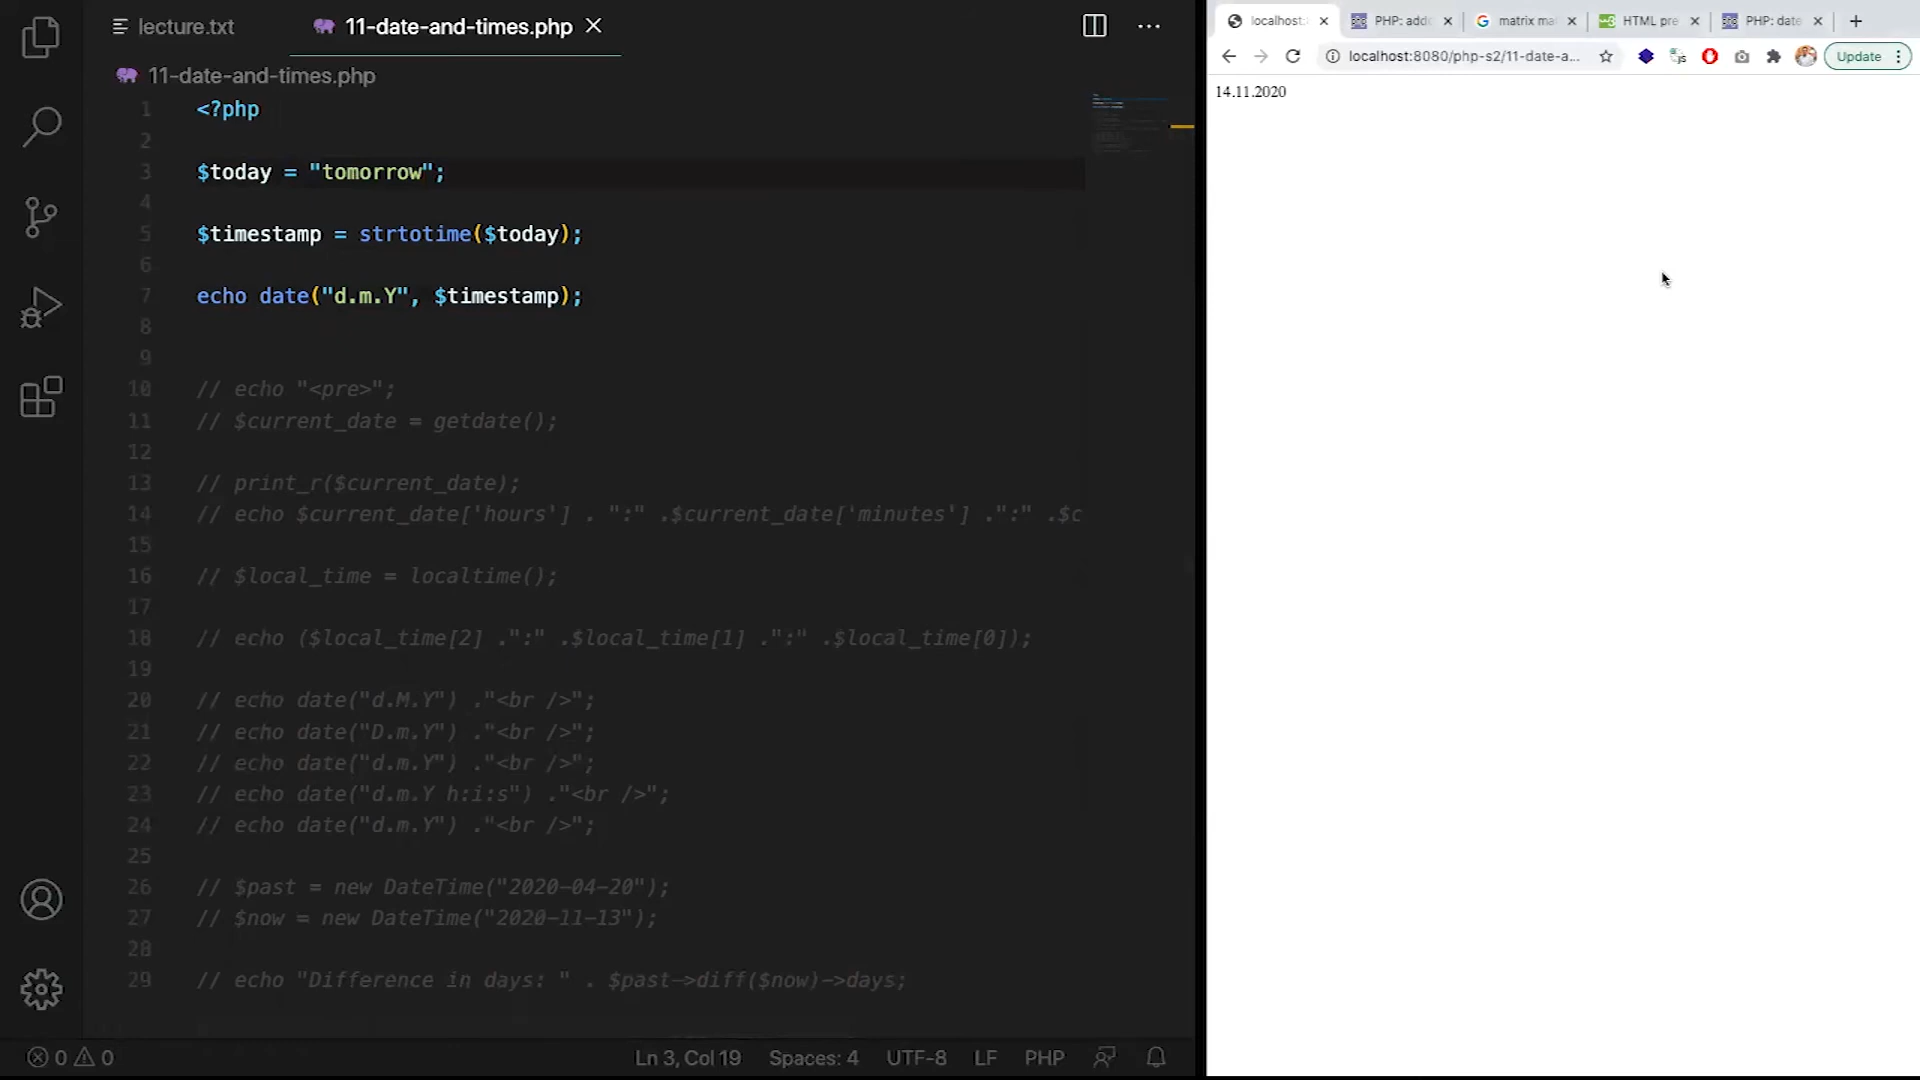 lecture.txt
11-date-and-times.php
11-date-and-times.php
1 <?php
2
3 $today = "tomorrow";
4
5 $timestamp = strtotime($today);
6
7 echo date("d.m.Y", $timestamp);
8
9
10 // echo "<pre>";
11 // $current_date = getdate();
12
13 // print_r($current_date);
14 // echo $current_date['hours'] . ":" .$current_date['minutes'] .":" .$c
15
16 // $local_time = localtime();
17
18 // echo ($local_time[2] .":" .$local_time[1] .":" .$local_time[0]);
19
20 // echo date("d.M.Y") ."<br />";
21 // echo date("D.m.Y") ."<br />";
22 // echo date("d.m.Y") ."<br />";
23 // echo date("d.m.Y h:i:s") ."<br />";
24 // echo date("d.m.Y") ."<br />";
25
26 // $past = new DateTime("2020-04-20");
27 // $now = new DateTime("2020-11-13");
28
29 // echo "Difference in days: " . $past->diff($now)->days;
0 0 Ln 3, Col 19 Spaces: 4 UTF-8 LF PHP
localhost: PHP: add matrix ma HTML pre PHP: date
localhost:8080/php-s2/11-date-a... Update
14.11.2020